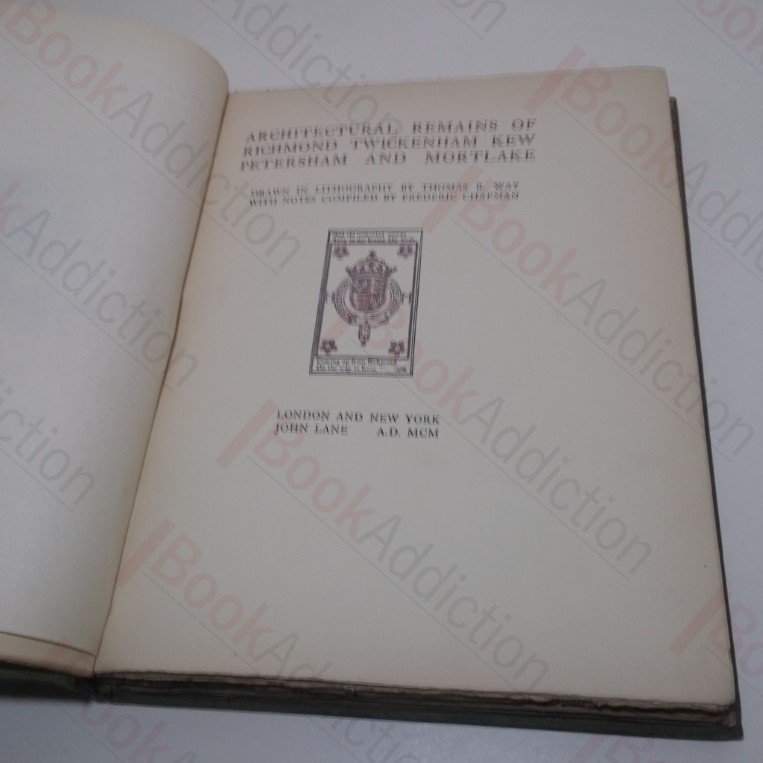 ARCHITECTURAL REMAINS OF
RICHMOND TWICKENHAM KEW
PETERSHAM AND MORTLAKE
DRAWN IN LITHOGRAPHY BY THOMAS R. WAY
WITH NOTES COMPILED BY FREDERIC CHAPMAN
LONDON AND NEW YORK
JOHN LANE A.D. MCM
BookAddiction